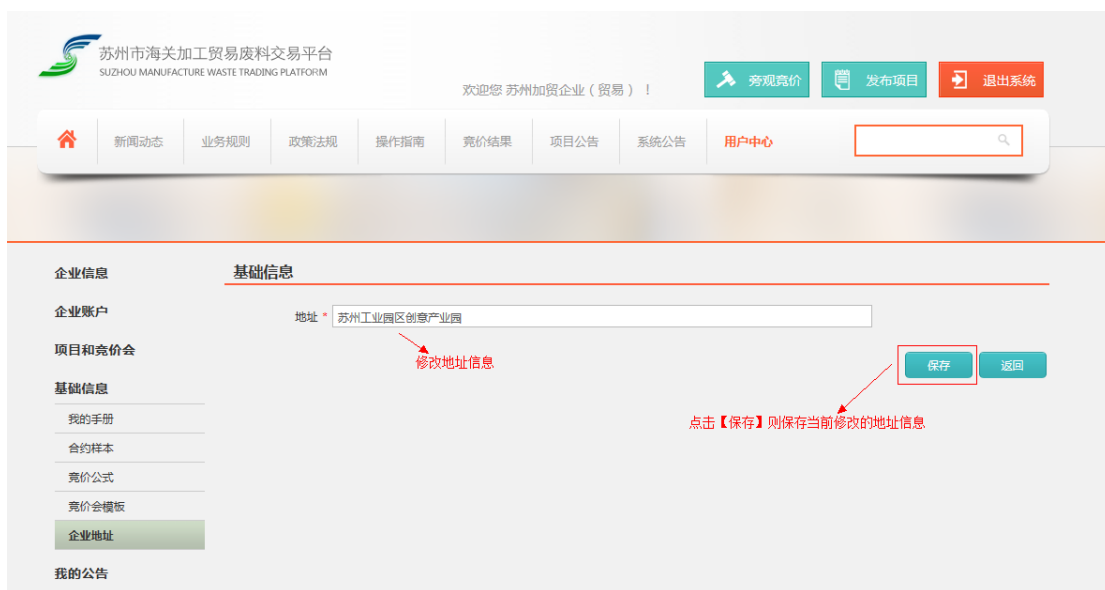 苏州市海关加工贸易废料交易平台
SUZHOU MANUFACTURE WASTE TRADING PLATFORM
欢迎您 苏州加贸企业（贸易）！
旁观竞价
发布项目
退出系统
新闻动态 业务规则 政策法规 操作指南 竞价结果 项目公告 系统公告 用户中心
企业信息
基础信息
企业账户
地址 * 苏州工业园区创意产业园
项目和竞价会
修改地址信息
保存 返回
基础信息
我的手册
点击【保存】则保存当前修改的地址信息
合约样本
竞价公式
竞价会模板
企业地址
我的公告